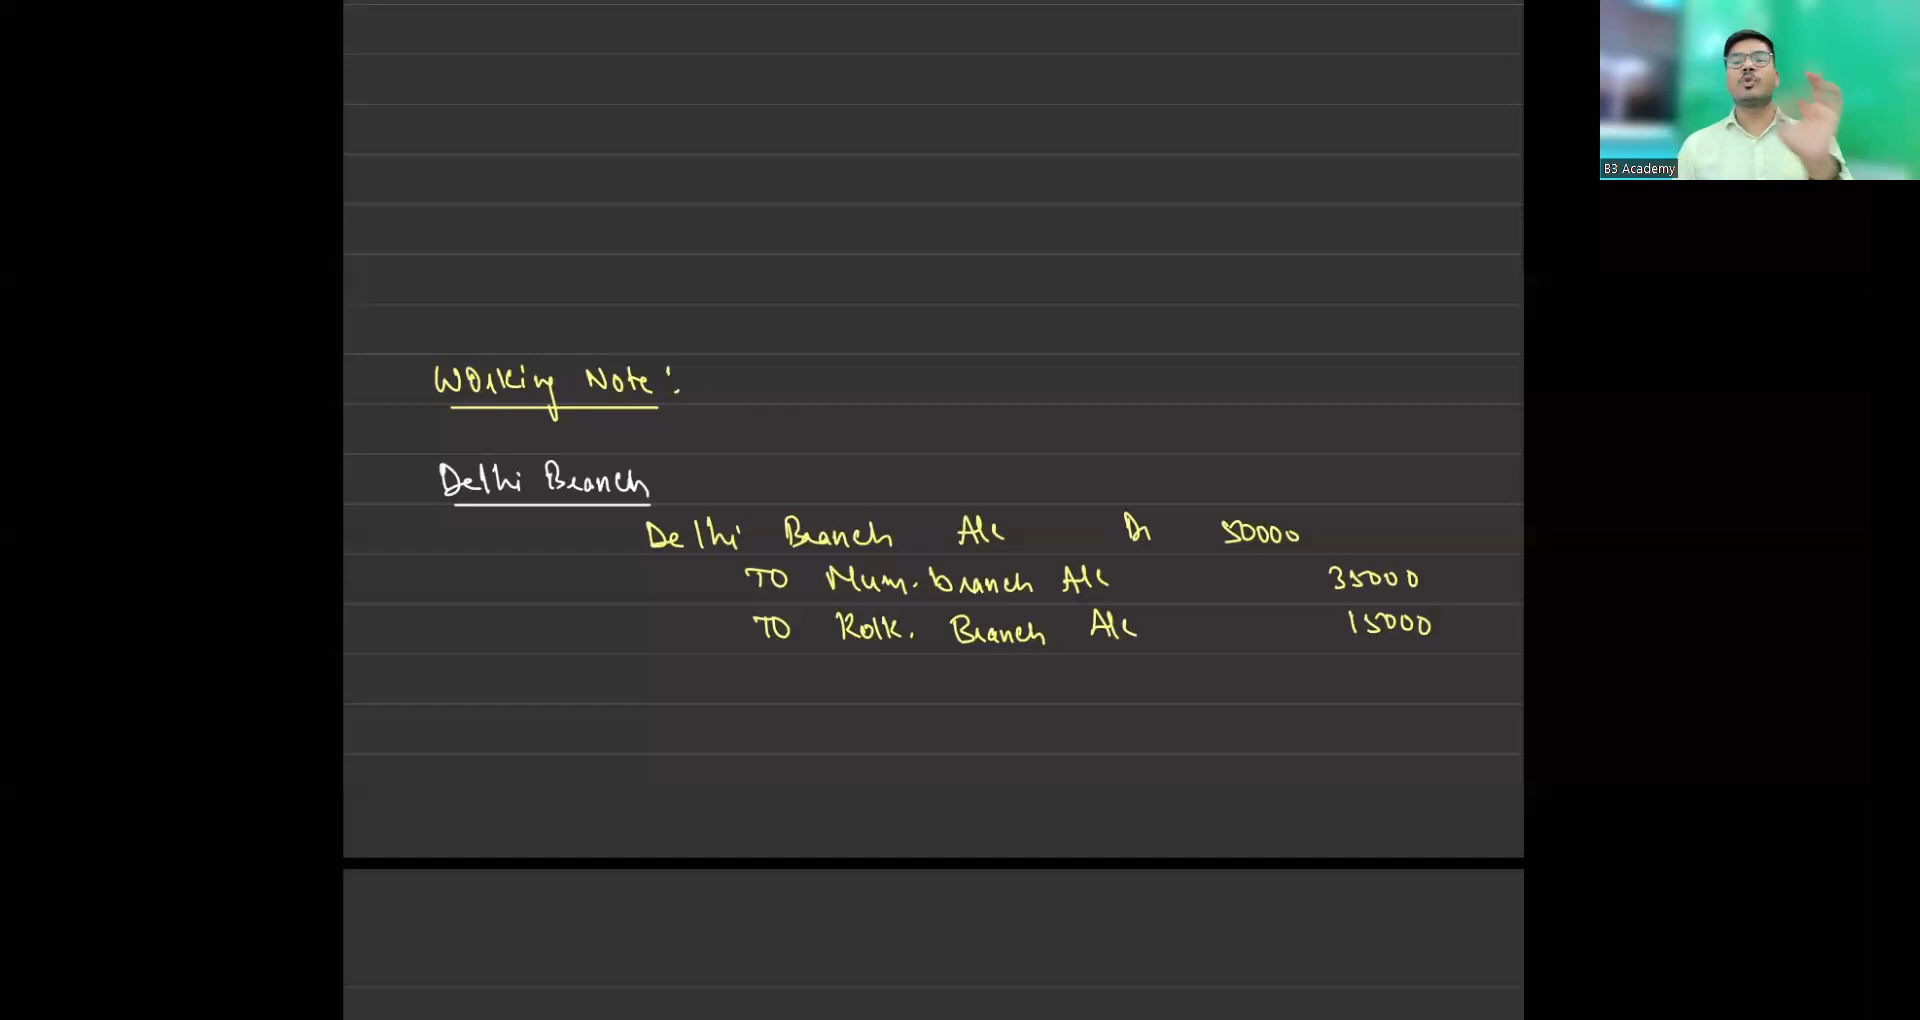 B3 Academy
Working Note :
Delhi Branch
Delhi Branch A/c Dr 50000
TO Mum. branch A/c 35000
TO Kolk. Branch A/c 15000